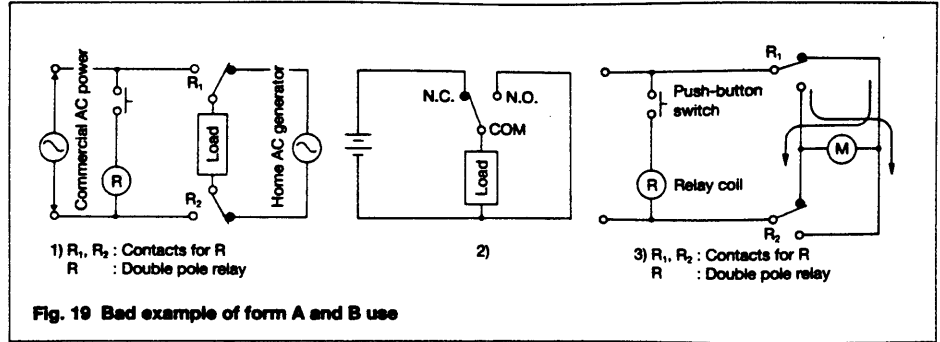 Commercial AC power
R
R₁
R₂
Load
Home AC generator
1) R₁, R₂ : Contacts for R
R : Double pole relay
N.C.
N.O.
COM
Load
2)
R₁
Push-button
switch
M
R
Relay coil
R₂
3) R₁, R₂ : Contacts for R
R : Double pole relay
Fig. 19 Bad example of form A and B use